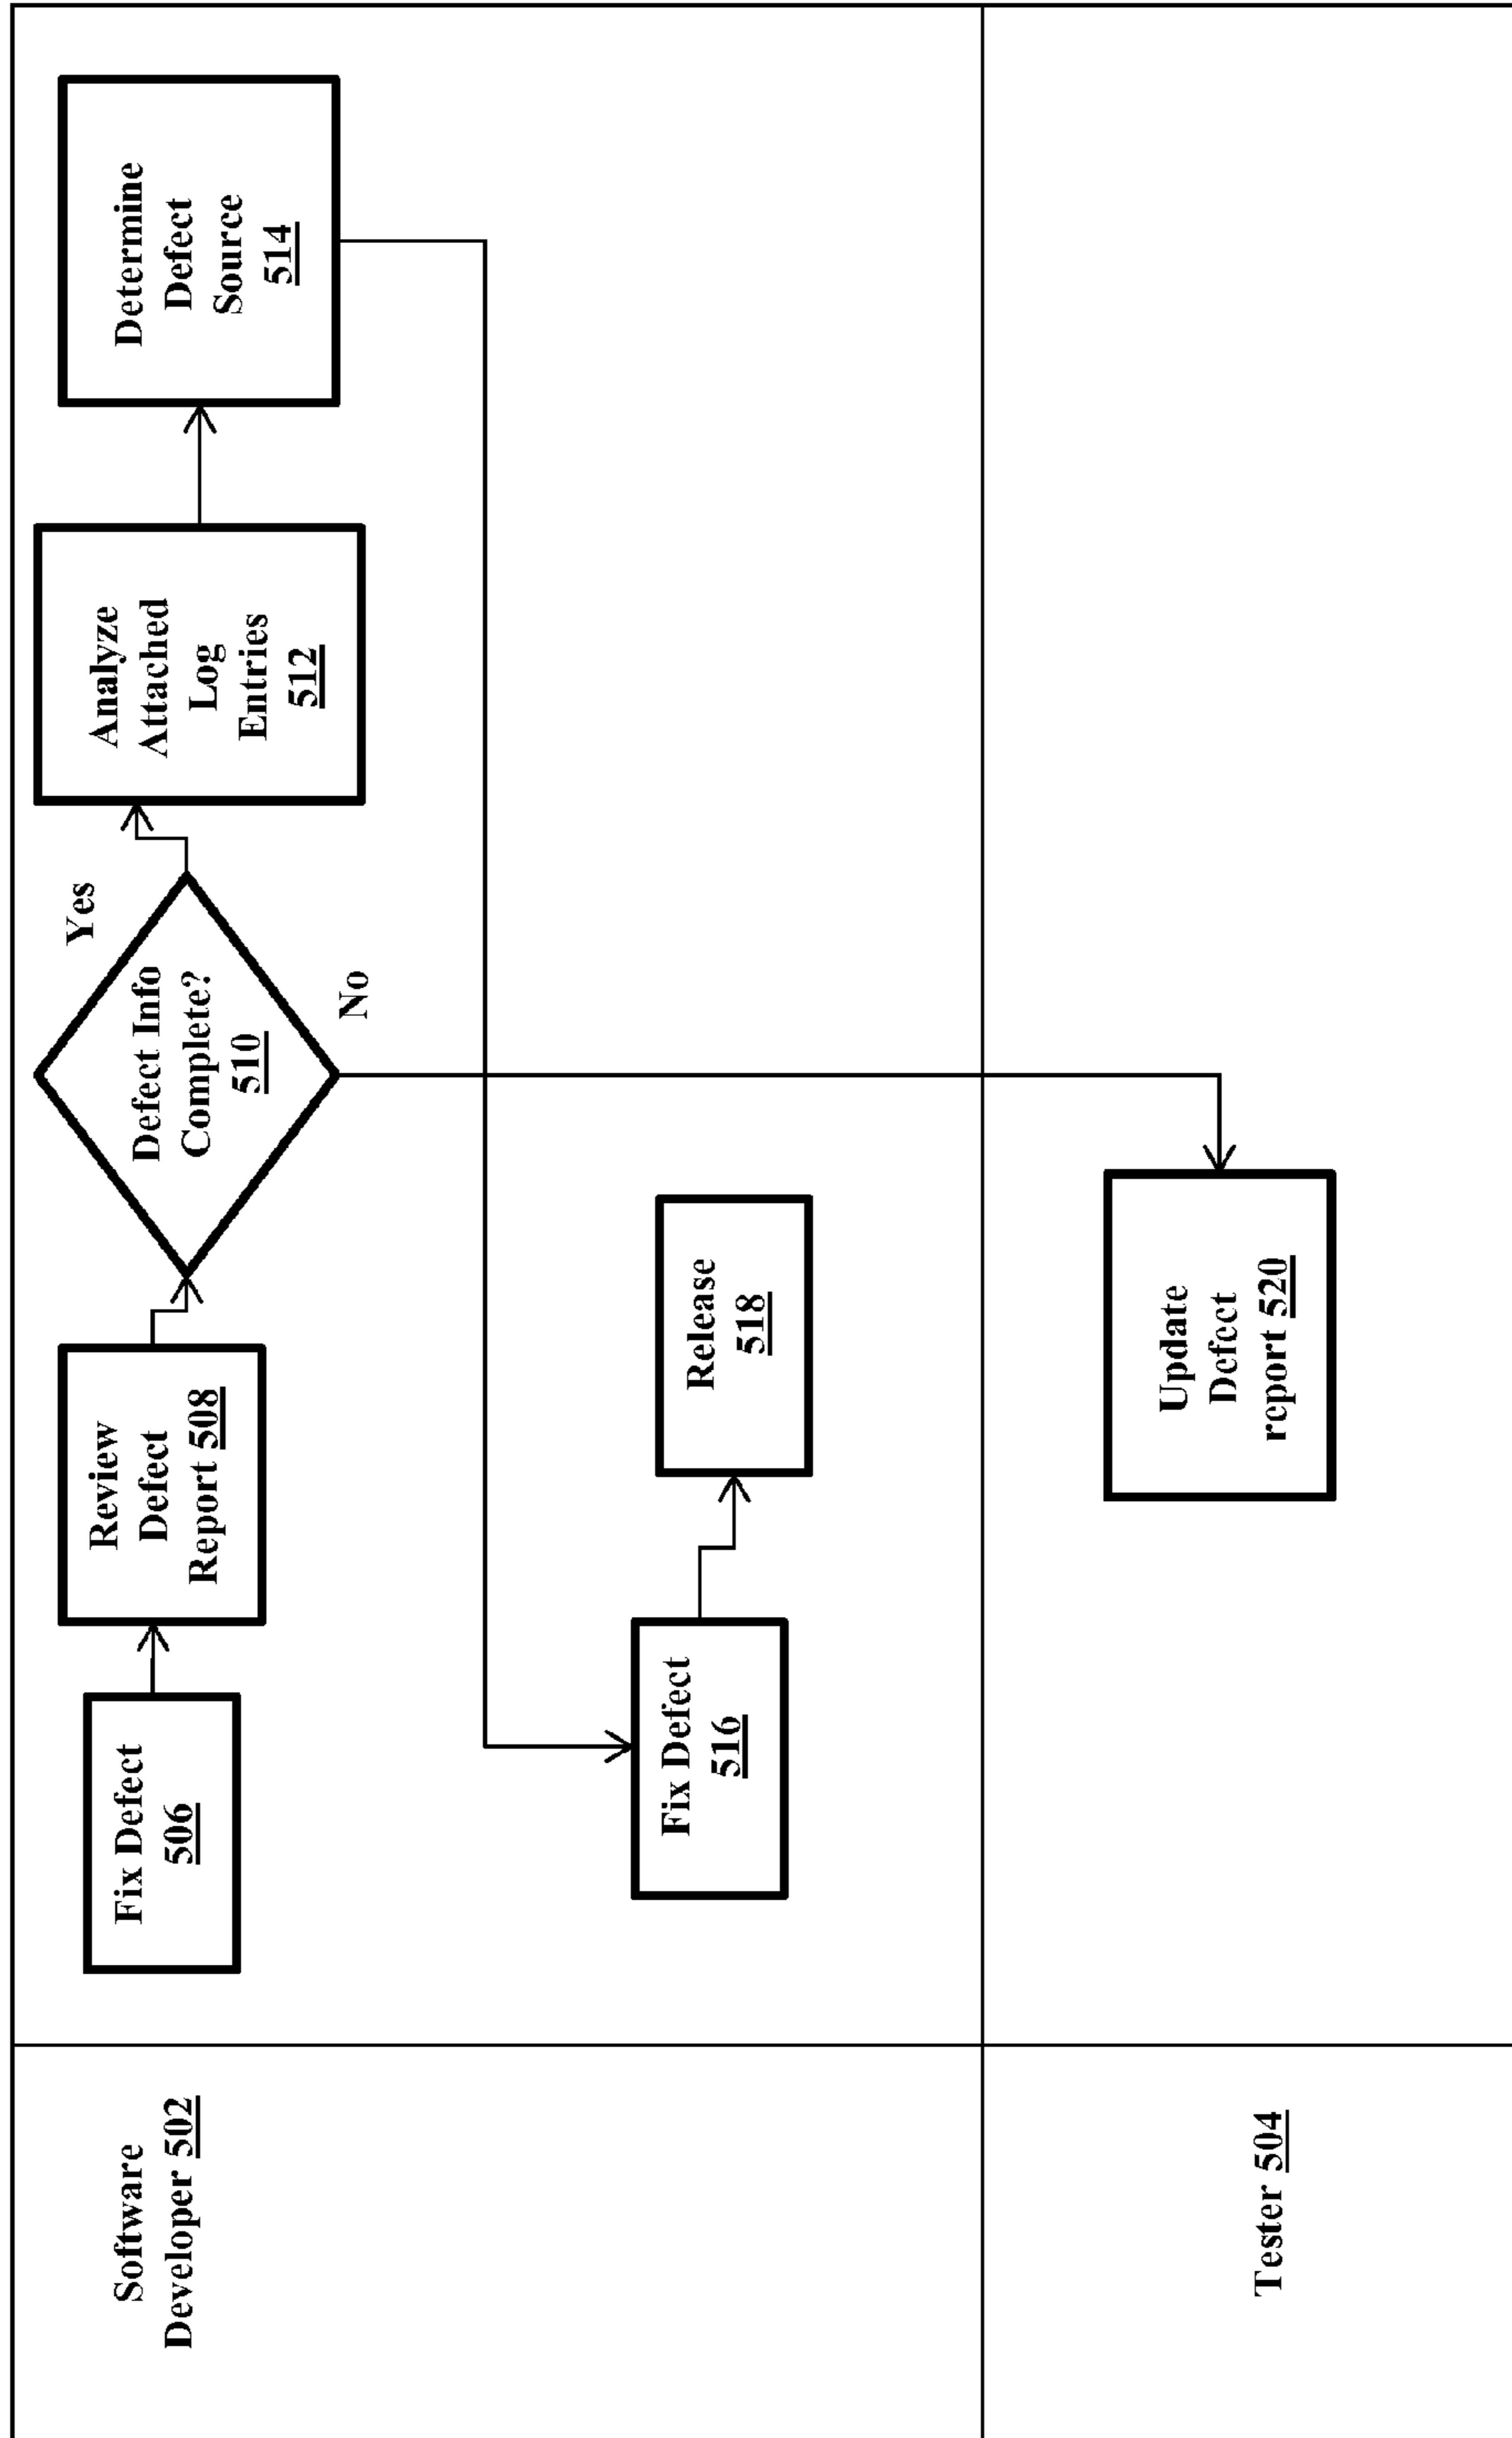 Software
Developer 502
Fix Defect
506
Review
Defect
Report 508
Defect Info
Complete?
510
Yes
No
Analyze
Attached
Log
Entries
512
Determine
Defect
Source
514
Fix Defect
516
Release
518
Tester 504
Update
Defect
report 520